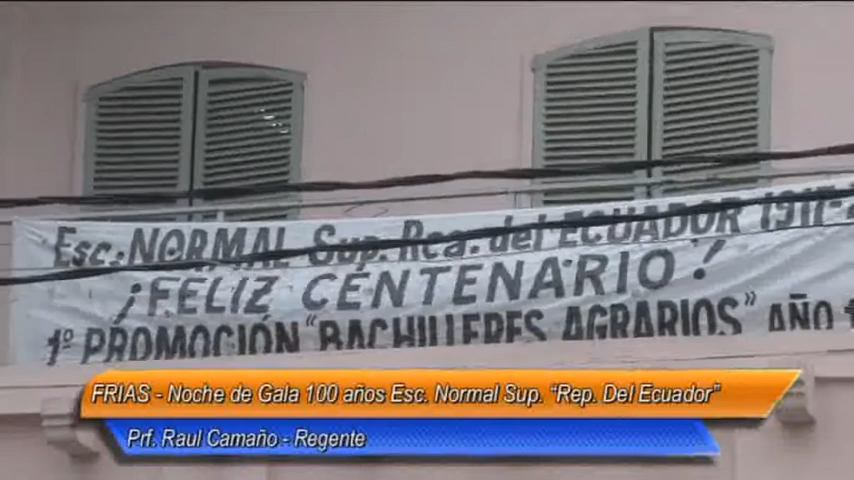 Esc. NORMAL Sup. Rca. del ECUADOR 1911-
¡FELIZ CENTENARIO!
1º PROMOCIÓN "BACHILLERES AGRARIOS" AÑO
FRIAS - Noche de Gala 100 años Esc. Normal Sup. "Rep. Del Ecuador"
Prf. Raul Camaño - Regente